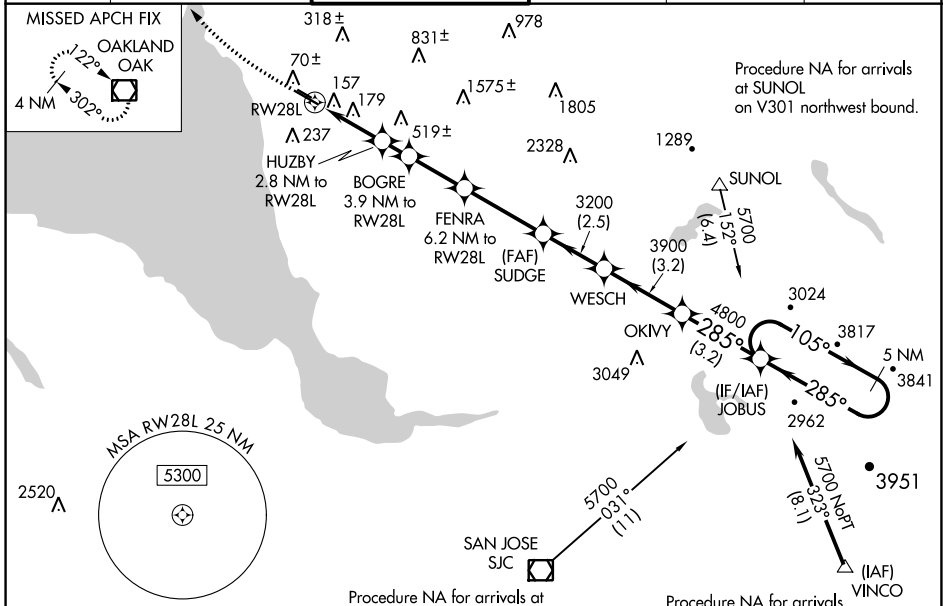 MISSED APCH FIX
OAKLAND
OAK
122°
302°
4 NM
318±
831±
978
70±
157
179
1575±
1805
RW28L
237
519±
2328
1289
Procedure NA for arrivals
at SUNOL
on V301 northwest bound.
HUZBY
2.8 NM to
RW28L
BOGRE
3.9 NM to
RW28L
FENRA
6.2 NM to
RW28L
(FAF)
SUDGE
3200
(2.5)
WESCH
3900
(3.2)
OKIVY
SUNOL
5700
152°
(6.4)
4800
285°
(3.2)
3024
105°
3817
5 NM
3841
285°
(IF/IAF)
JOBUS
2962
3049
MSA RW28L 25 NM
5300
2520
5700
031°
(11)
SAN JOSE
SJC
5700 NoPT
323°
(8.1)
3951
(IAF)
VINCO
Procedure NA for arrivals at
Procedure NA for arrivals